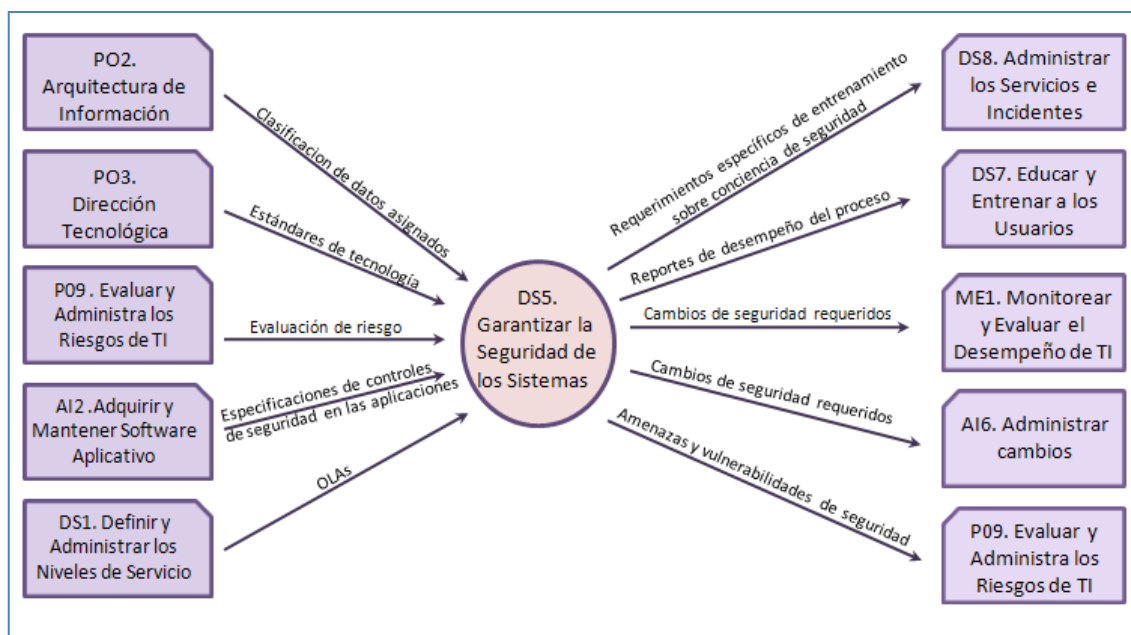 PO2.
Arquitectura de
Información
PO3.
Dirección
Tecnológica
P09 . Evaluar y
Administra los
Riesgos de TI
AI2 .Adquirir y
Mantener Software
Aplicativo
DS1. Definir y
Administrar los
Niveles de Servicio
Clasificacion de datos asignados
Estándares de tecnología
Evaluación de riesgo
Especificaciones de controles
de seguridad en las aplicaciones
OLAs
DS5.
Garantizar la
Seguridad de
los Sistemas
Requerimientos específicos de entrenamiento
sobre conciencia de seguridad
Reportes de desempeño del proceso
Cambios de seguridad requeridos
Cambios de seguridad requeridos
Amenazas y vulnerabilidades de seguridad
DS8. Administrar
los Servicios e
Incidentes
DS7. Educar y
Entrenar a los
Usuarios
ME1. Monitorear
y Evaluar el
Desempeño de TI
AI6. Administrar
cambios
P09. Evaluar y
Administra los
Riesgos de TI